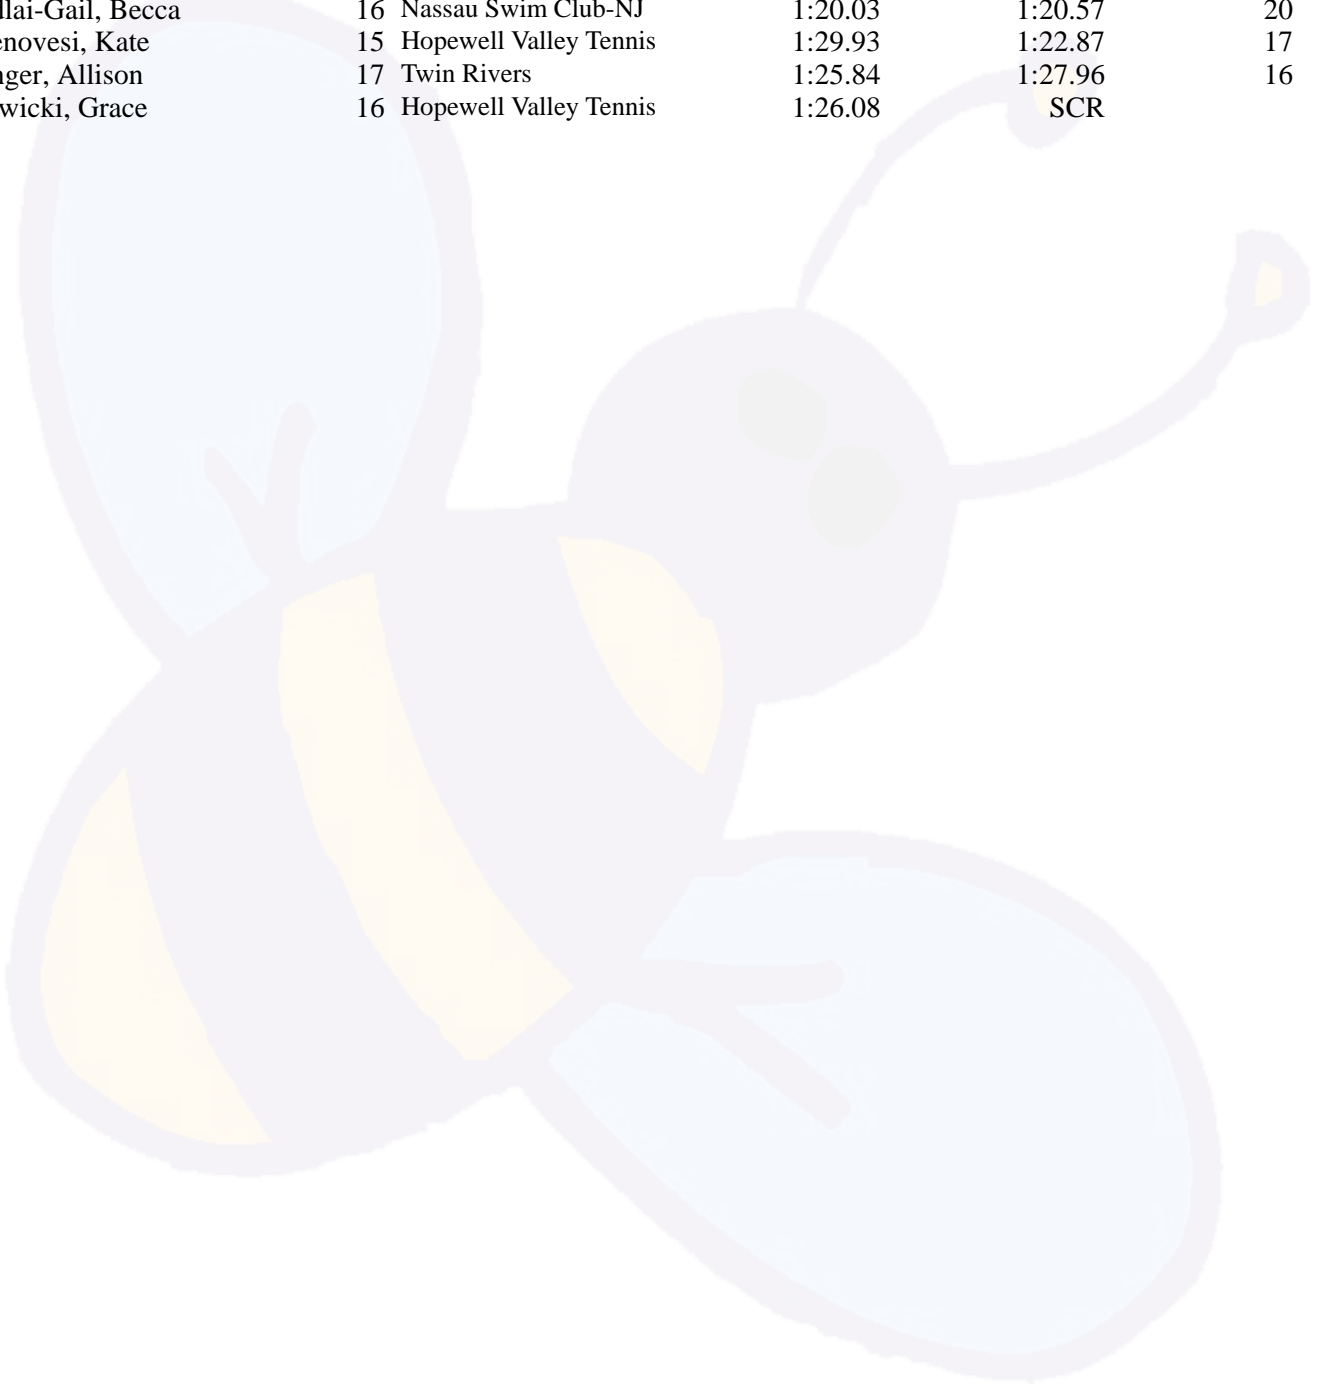 dlai-Gail, Becca 16 Nassau Swim Club-NJ 1:20.03 1:20.57 20
enovesi, Kate 15 Hopewell Valley Tennis 1:29.93 1:22.87 17
nger, Allison 17 Twin Rivers 1:25.84 1:27.96 16
wicki, Grace 16 Hopewell Valley Tennis 1:26.08 SCR